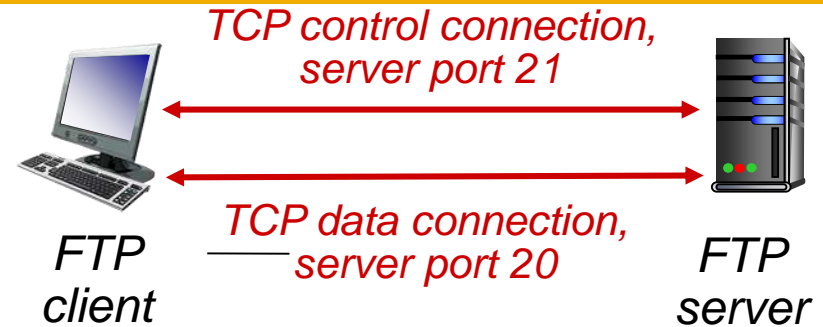 TCP control connection,
server port 21
TCP data connection,
server port 20
FTP
client
FTP
server